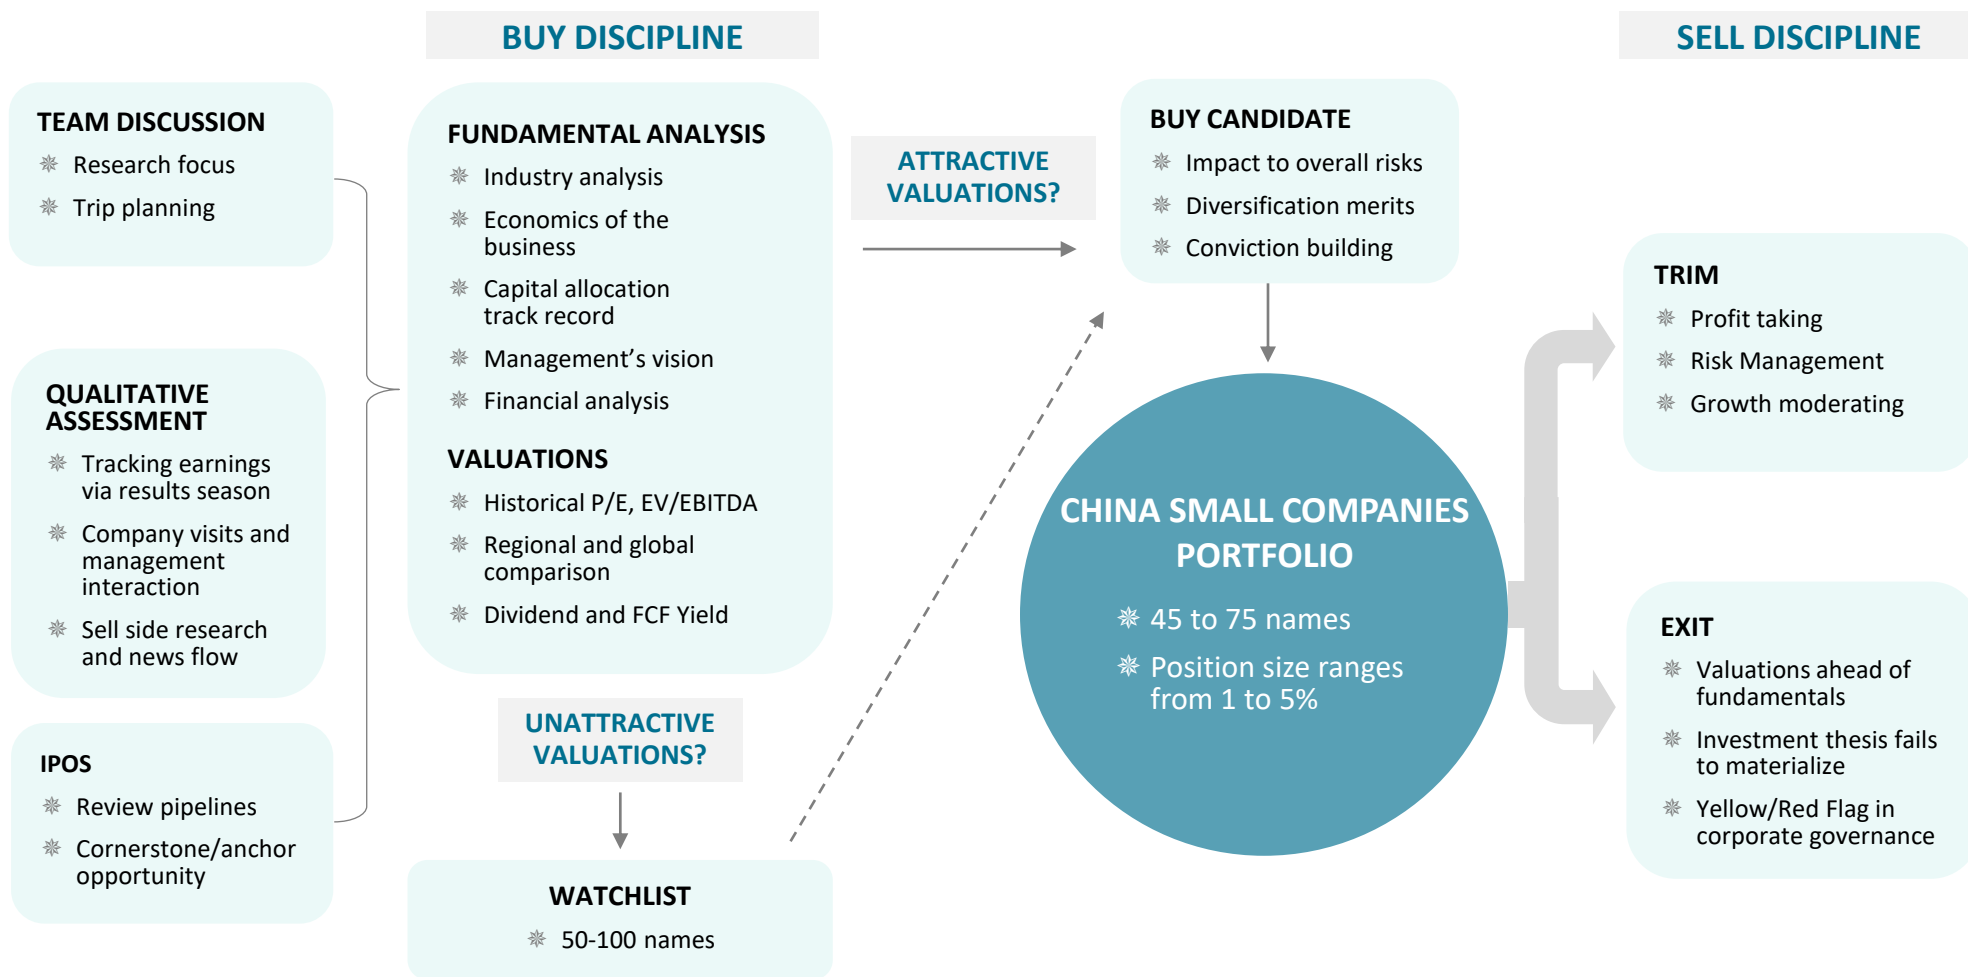 BUY DISCIPLINE
SELL DISCIPLINE
TEAM DISCUSSION
Research focus
Trip planning
QUALITATIVE
ASSESSMENT
Tracking earnings
via results season
Company visits and
management
interaction
Sell side research
and news flow
IPOS
Review pipelines
Cornerstone/anchor
opportunity
FUNDAMENTAL ANALYSIS
Industry analysis
Economics of the
business
Capital allocation
track record
Management’s vision
Financial analysis
VALUATIONS
Historical P/E, EV/EBITDA
Regional and global
comparison
Dividend and FCF Yield
UNATTRACTIVE
VALUATIONS?
WATCHLIST
50-100 names
ATTRACTIVE
VALUATIONS?
BUY CANDIDATE
Impact to overall risks
Diversification merits
Conviction building
CHINA SMALL COMPANIES
PORTFOLIO
45 to 75 names
Position size ranges
from 1 to 5%
TRIM
Profit taking
Risk Management
Growth moderating
EXIT
Valuations ahead of
fundamentals
Investment thesis fails
to materialize
Yellow/Red Flag in
corporate governance